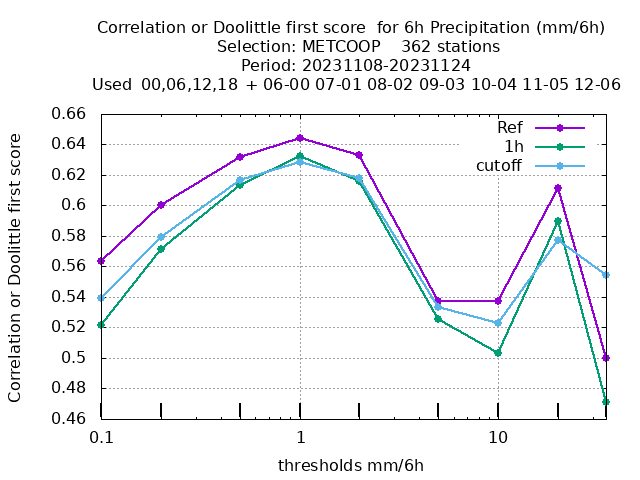 Correlation or Doolittle first score  for 6h Precipitation (mm/6h)
Selection: METCOOP    362 stations
Period: 20231108-20231124
Used  00,06,12,18  + 06-00 07-01 08-02 09-03 10-04 11-05 12-06
Correlation or Doolittle first score
0.66
0.64
0.62
0.6
0.58
0.56
0.54
0.52
0.5
0.48
0.46
Ref
1h
cutoff
0.1
1
10
thresholds mm/6h